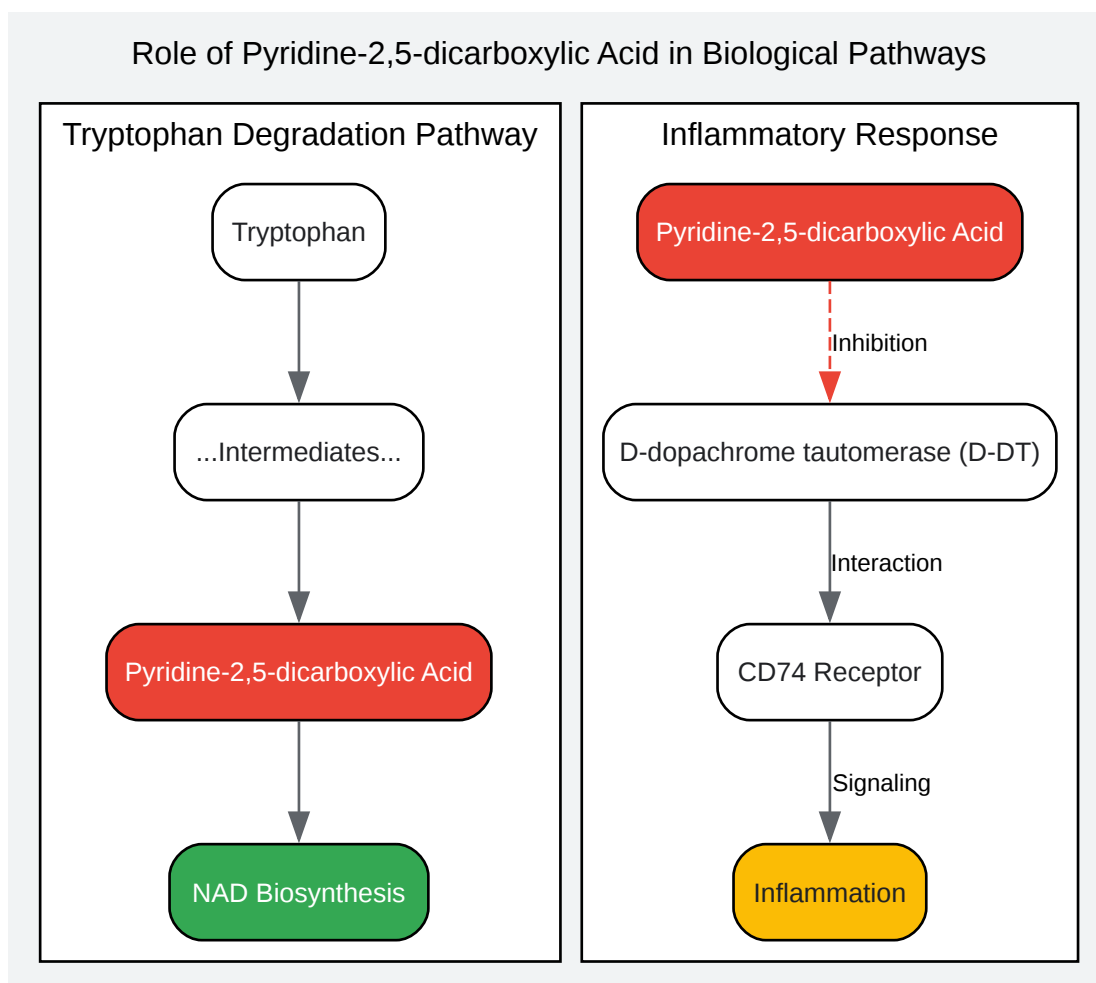 Role of Pyridine-2,5-dicarboxylic Acid in Biological Pathways
Tryptophan Degradation Pathway
Tryptophan
...Intermediates...
Pyridine-2,5-dicarboxylic Acid
NAD Biosynthesis
Inflammatory Response
Pyridine-2,5-dicarboxylic Acid
Inhibition
D-dopachrome tautomerase (D-DT)
Interaction
CD74 Receptor
Signaling
Inflammation